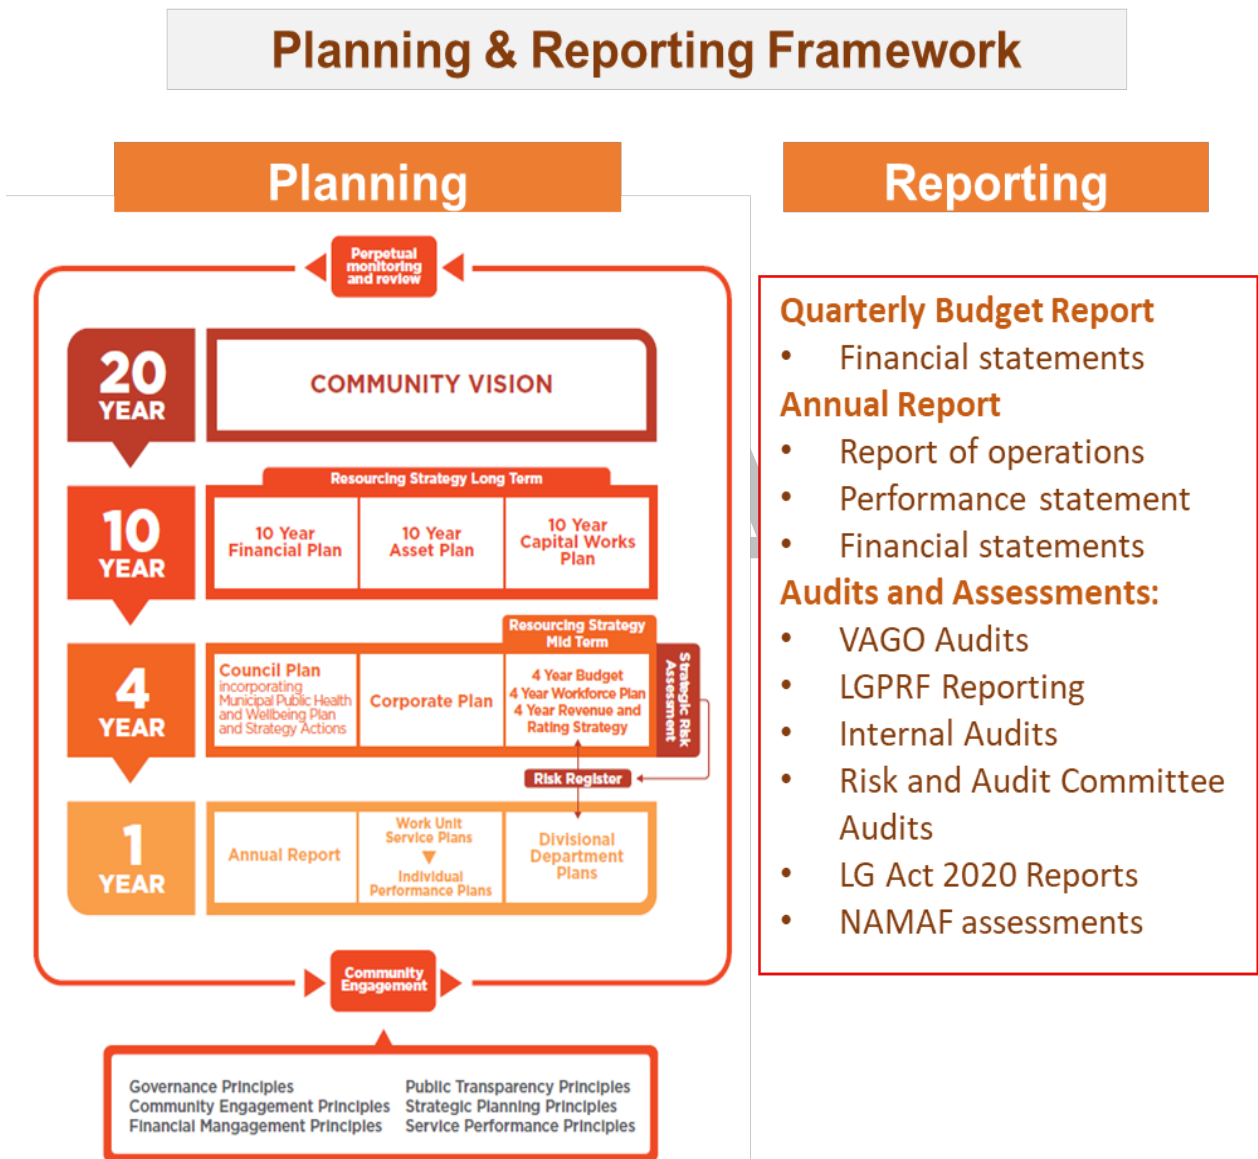 Planning & Reporting Framework
Planning
Perpetual
monitoring
and review
20
YEAR
COMMUNITY VISION
10
YEAR
Resourcing Strategy Long Term
10 Year
Financial Plan
10 Year
Asset Plan
10 Year
Capital Works
Plan
4
YEAR
Council Plan
incorporating
Municipal Public Health
and Wellbeing Plan
and Strategy Actions
Corporate Plan
Resourcing Strategy
Mid Term
4 Year Budget
4 Year Workforce Plan
4 Year Revenue and
Rating Strategy
Strategic Risk
Assessment
Risk Register
1
YEAR
Annual Report
Work Unit
Service Plans
Individual
Performance Plans
Divisional
Department
Plans
Community
Engagement
Governance Principles
Community Engagement Principles
Financial Mangagement Principles
Public Transparency Principles
Strategic Planning Principles
Service Performance Principles
Reporting
Quarterly Budget Report
• Financial statements
Annual Report
• Report of operations
• Performance statement
• Financial statements
Audits and Assessments:
• VAGO Audits
• LGPRF Reporting
• Internal Audits
• Risk and Audit Committee
Audits
• LG Act 2020 Reports
• NAMAF assessments